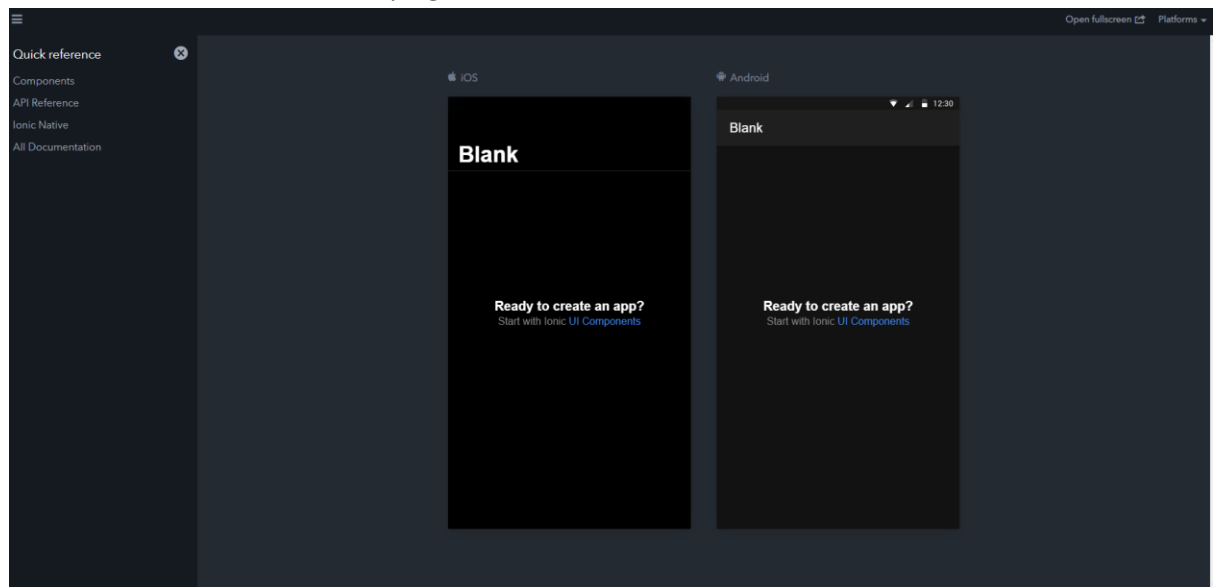 Open fullscreen Platforms
Quick reference
Components
API Reference
Ionic Native
All Documentation
iOS
Blank
Ready to create an app?
Start with Ionic UI Components
Android
12:30
Blank
Ready to create an app?
Start with Ionic UI Components